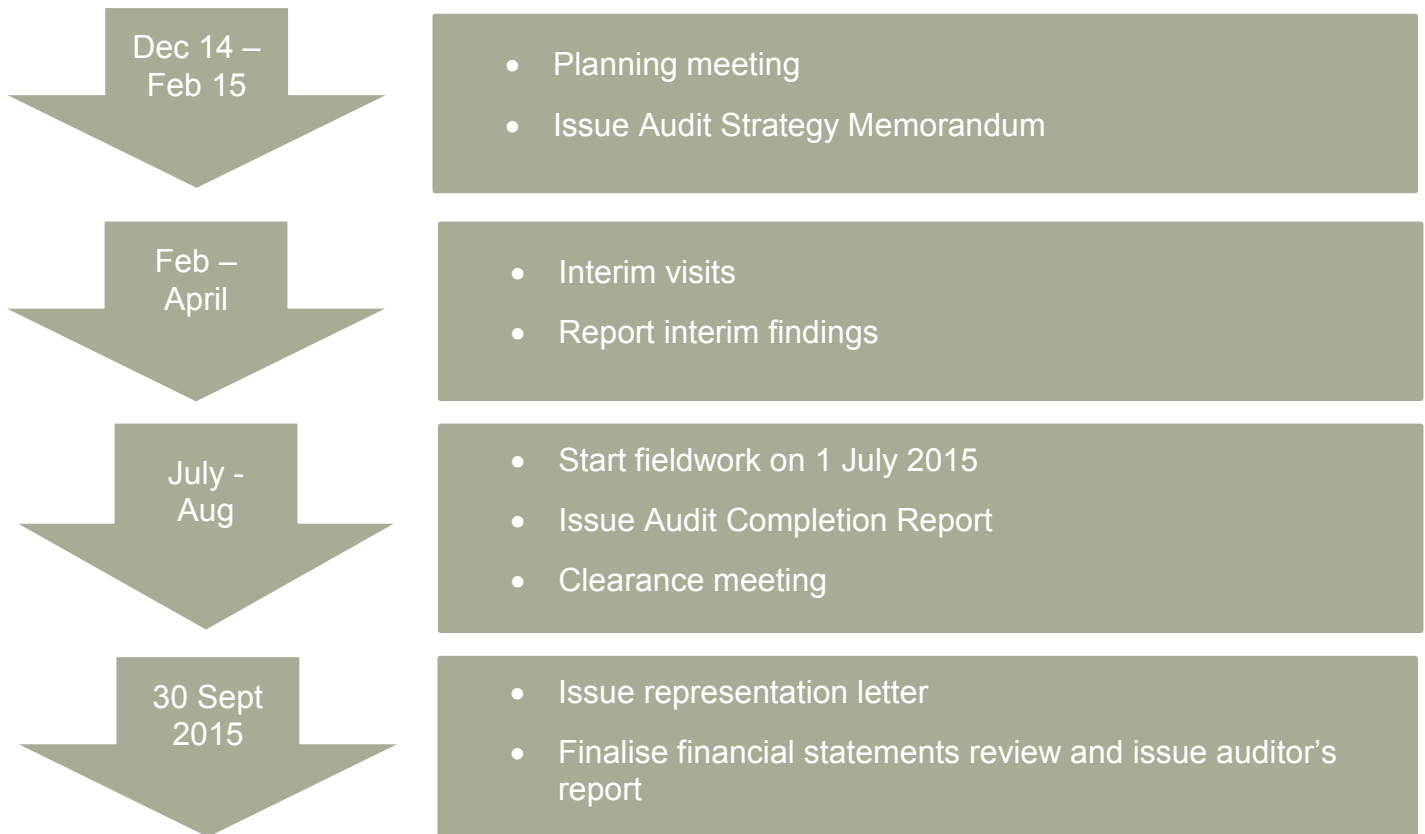 Dec 14 –
Feb 15
• Planning meeting
• Issue Audit Strategy Memorandum
Feb –
April
• Interim visits
• Report interim findings
July -
Aug
• Start fieldwork on 1 July 2015
• Issue Audit Completion Report
• Clearance meeting
30 Sept
2015
• Issue representation letter
• Finalise financial statements review and issue auditor’s
report